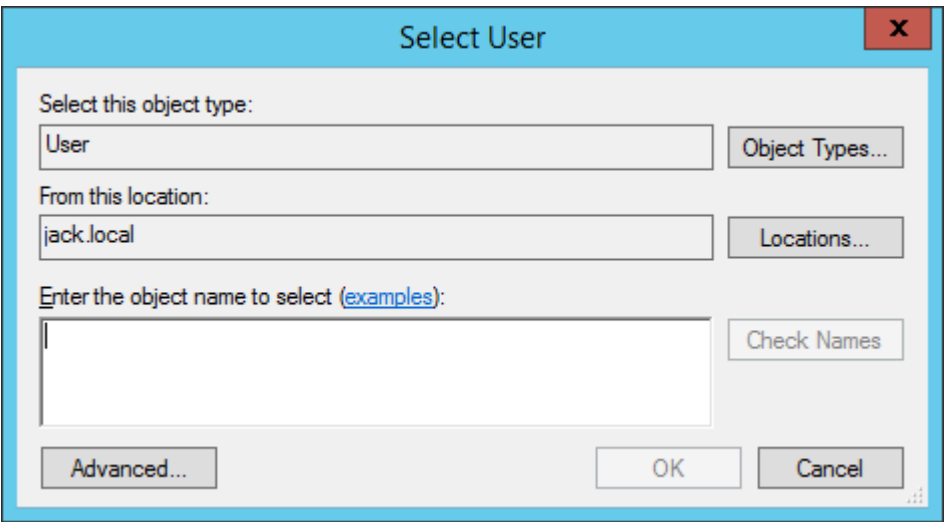 Select User
x
Select this object type:
User
Object Types...
From this location:
jack.local
Locations...
Enter the object name to select (examples):
Check Names
Advanced...
OK
Cancel